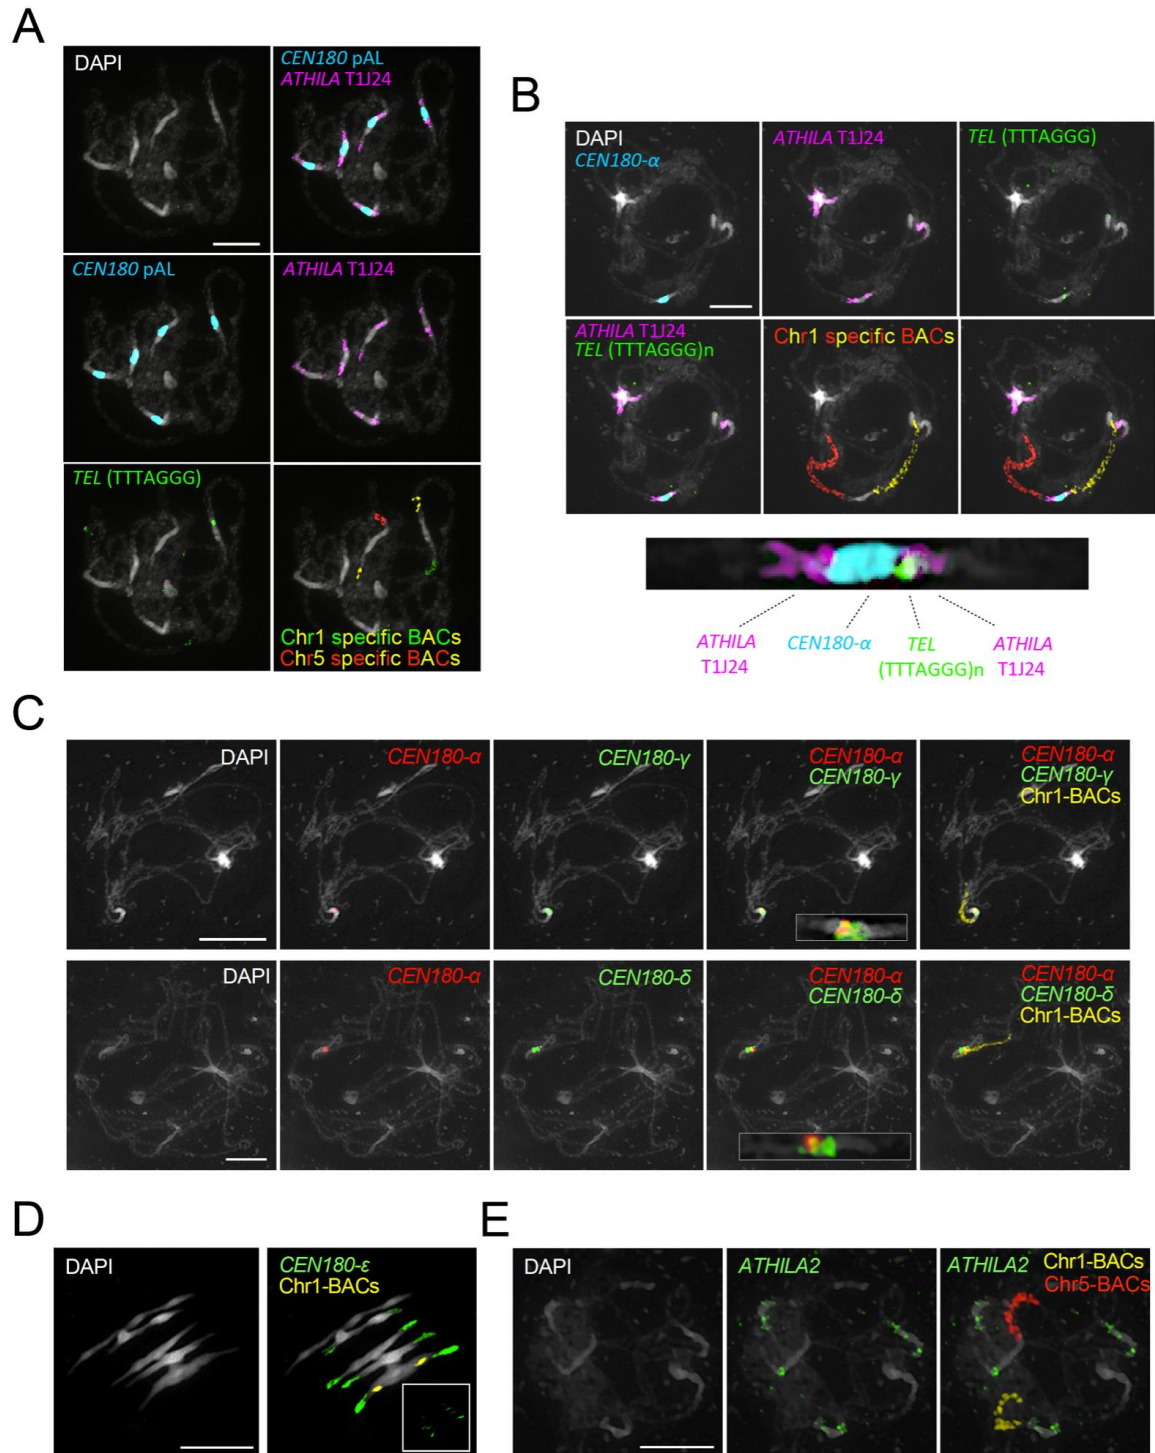 A
DAPI
CEN180 pAL
ATHILA T1J24
CEN180 pAL
ATHILA T1J24
TEL (TTTAGGG)
Chr1 specific BACs
Chr5 specific BACs
B
DAPI
CEN180-α
ATHILA T1J24
TEL (TTTAGGG)
ATHILA T1J24
TEL (TTTAGGG)n
Chr1 specific BACs
ATHILA
T1J24
CEN180-α
TEL
(TTTAGGG)n
ATHILA
T1J24
C
DAPI
CEN180-α
CEN180-γ
CEN180-α
CEN180-γ
CEN180-α
CEN180-γ
Chr1-BACs
DAPI
CEN180-α
CEN180-δ
CEN180-α
CEN180-δ
CEN180-α
CEN180-δ
Chr1-BACs
D
DAPI
CEN180-ε
Chr1-BACs
E
DAPI
ATHILA2
ATHILA2
Chr1-BACs
Chr5-BACs